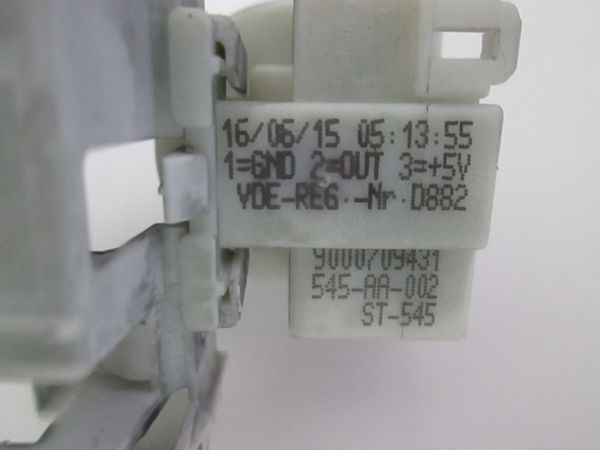 16/06/15 05:13:55
1=GND 2=OUT 3=+5V
VDE-REG.-Nr.D882
9000709431
545-AA-002
ST-545